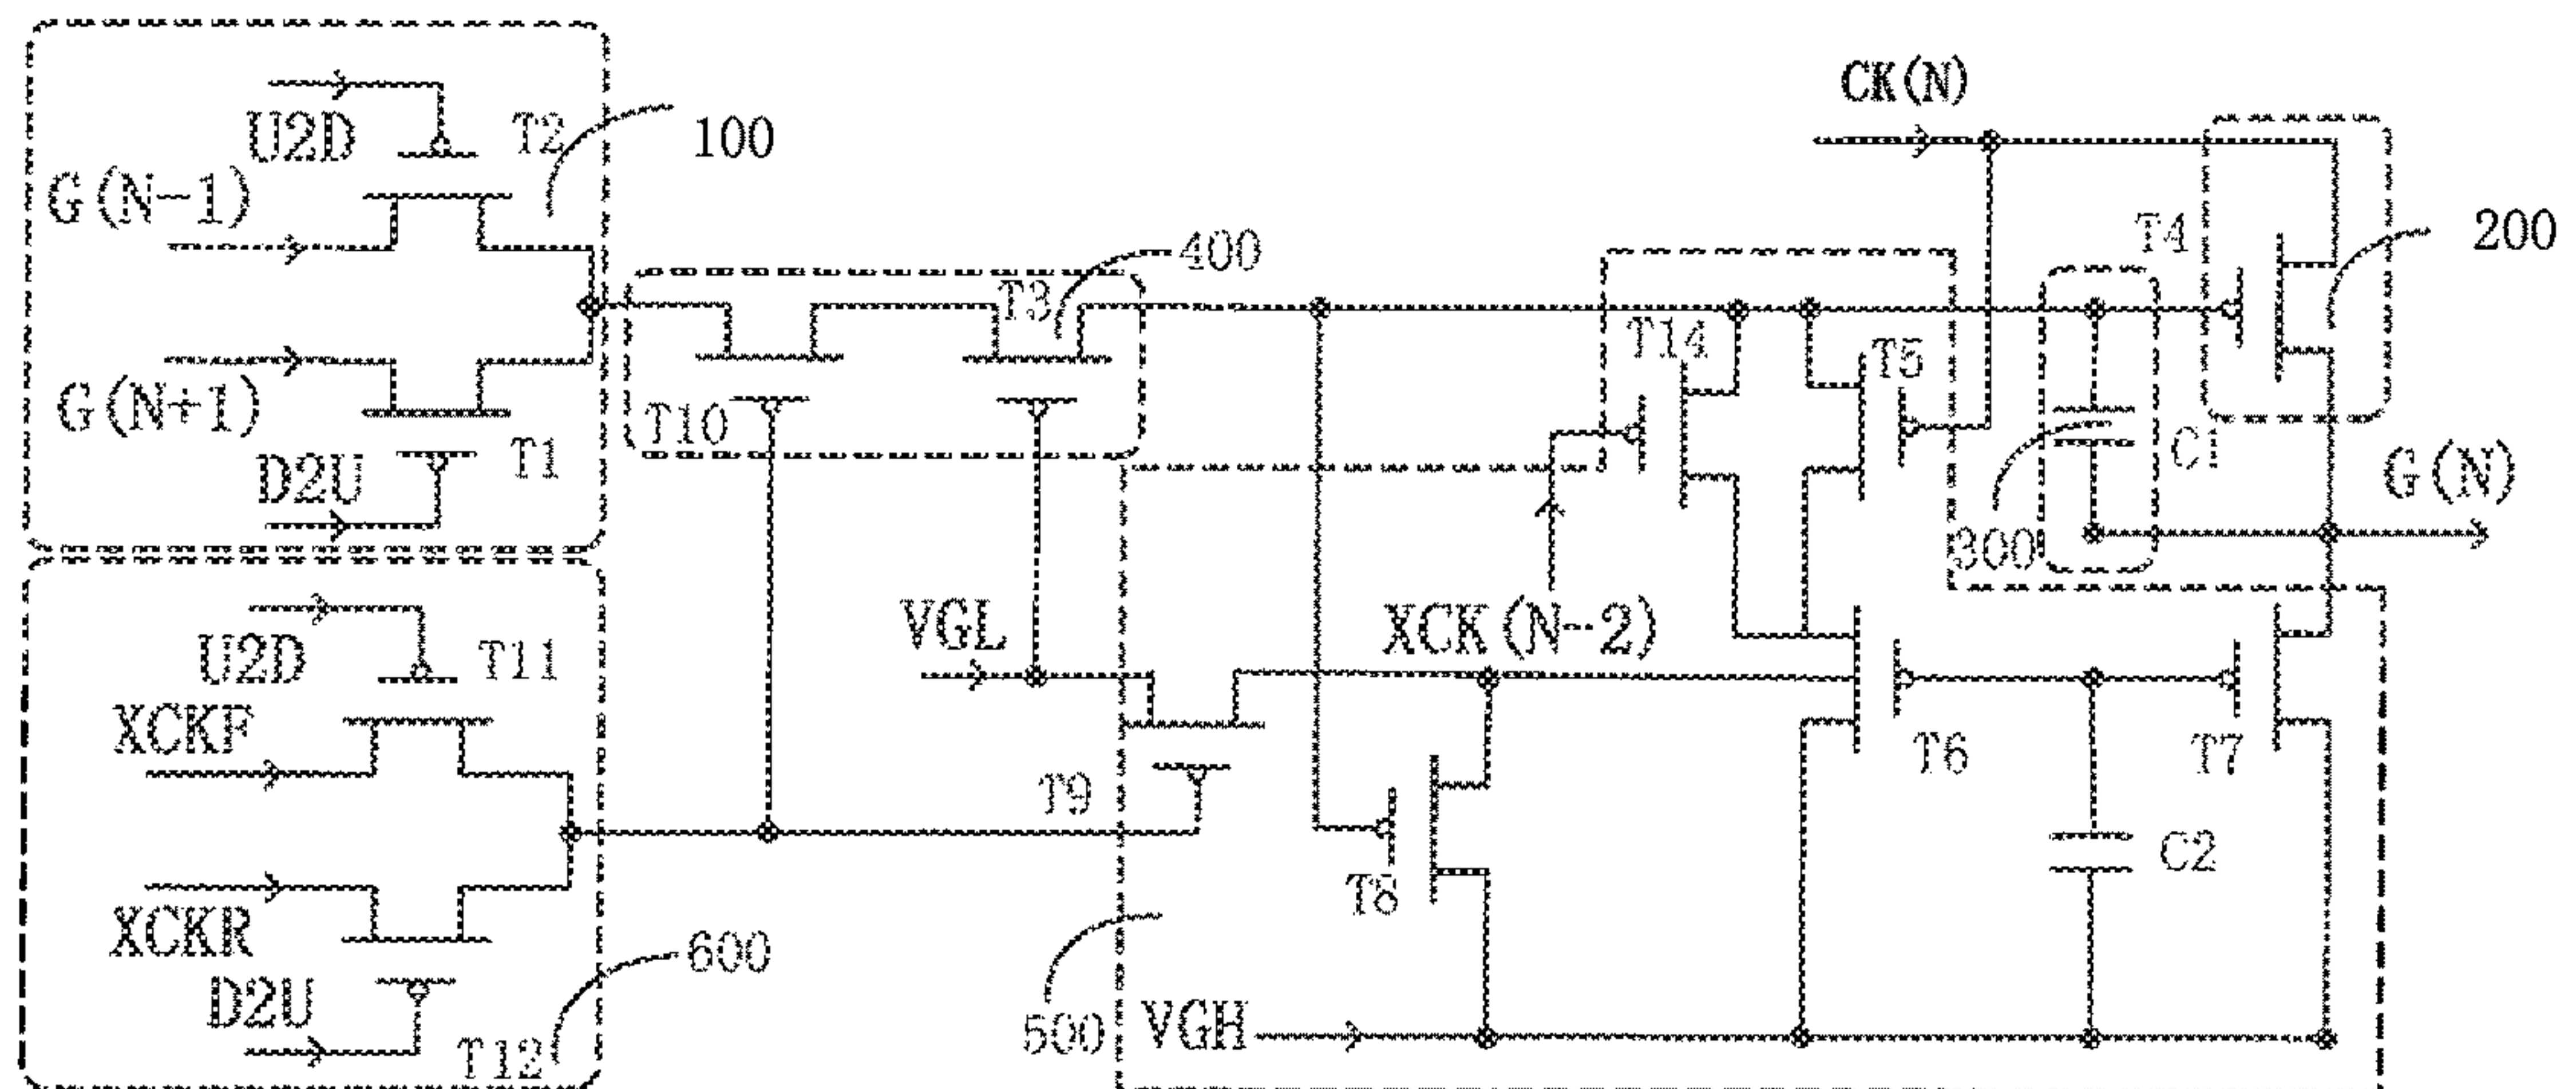 CK(N)
U2D
T2
100
G(N-1)
T4
200
400
T3
T14
T5
G(N+1)
T10
T1
C1
D2U
G(N)
300
VGL
XCK(N-2)
U2D
T11
XCKF
T9
T6
T7
C2
T8
XCKR
600
D2U
500
VGH
T12